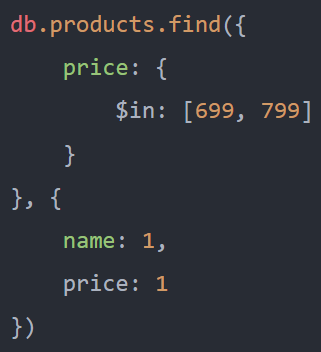 db.products.find({
    price: {
        $in: [699, 799]
    }
}, {
    name: 1,
    price: 1
})